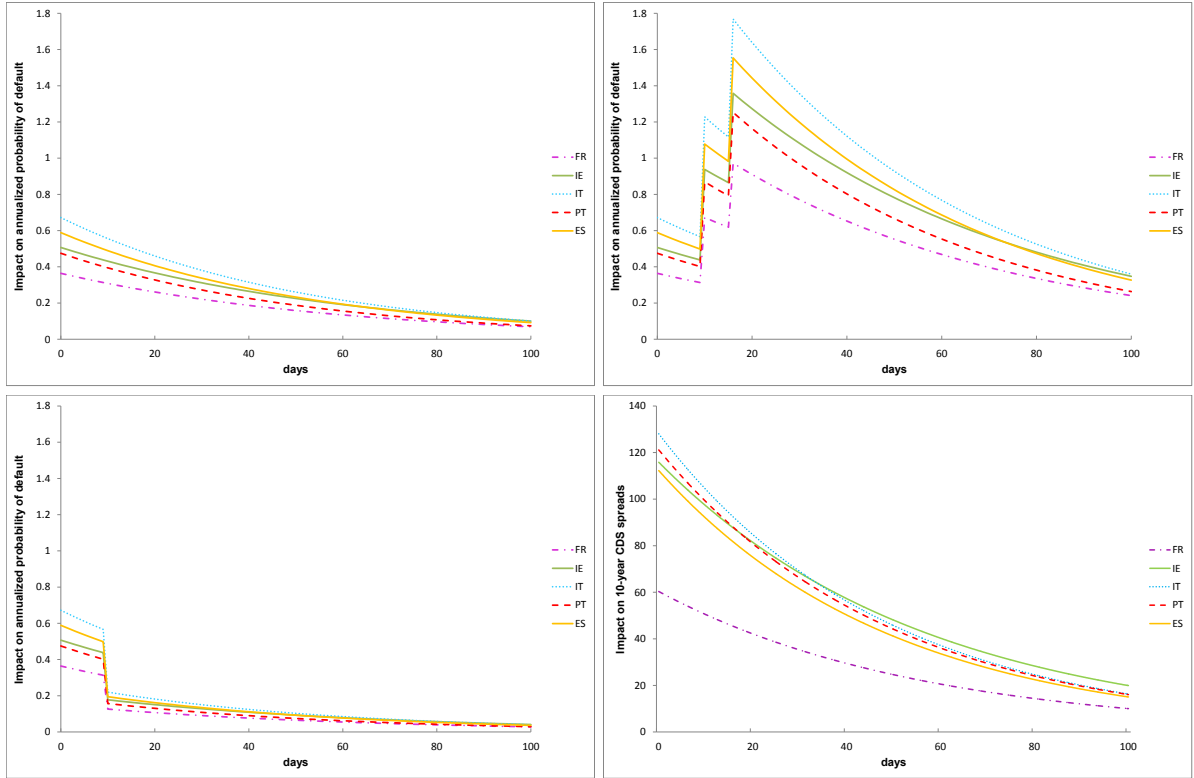 Impact on annualized probability of default
1.8
1.6
1.4
1.2
1
0.8
0.6
0.4
0.2
0
0 20 40 60 80 100
days
FR
IE
IT
PT
ES
Impact on annualized probability of default
1.8
1.6
1.4
1.2
1
0.8
0.6
0.4
0.2
0
0 20 40 60 80 100
days
FR
IE
IT
PT
ES
Impact on annualized probability of default
1.8
1.6
1.4
1.2
1
0.8
0.6
0.4
0.2
0
0 20 40 60 80 100
days
FR
IE
IT
PT
ES
Impact on 10-year CDS spreads
140
120
100
80
60
40
20
0
0 20 40 60 80 100
days
FR
IE
IT
PT
ES